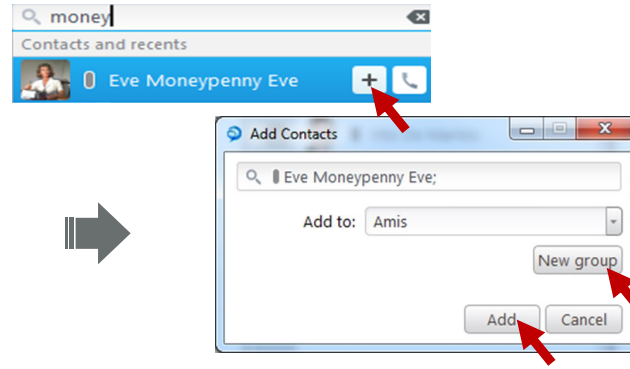 money
Contacts and recents
Eve Moneypenny Eve
Add Contacts
Eve Moneypenny Eve;
Add to: Amis
New group
Add Cancel